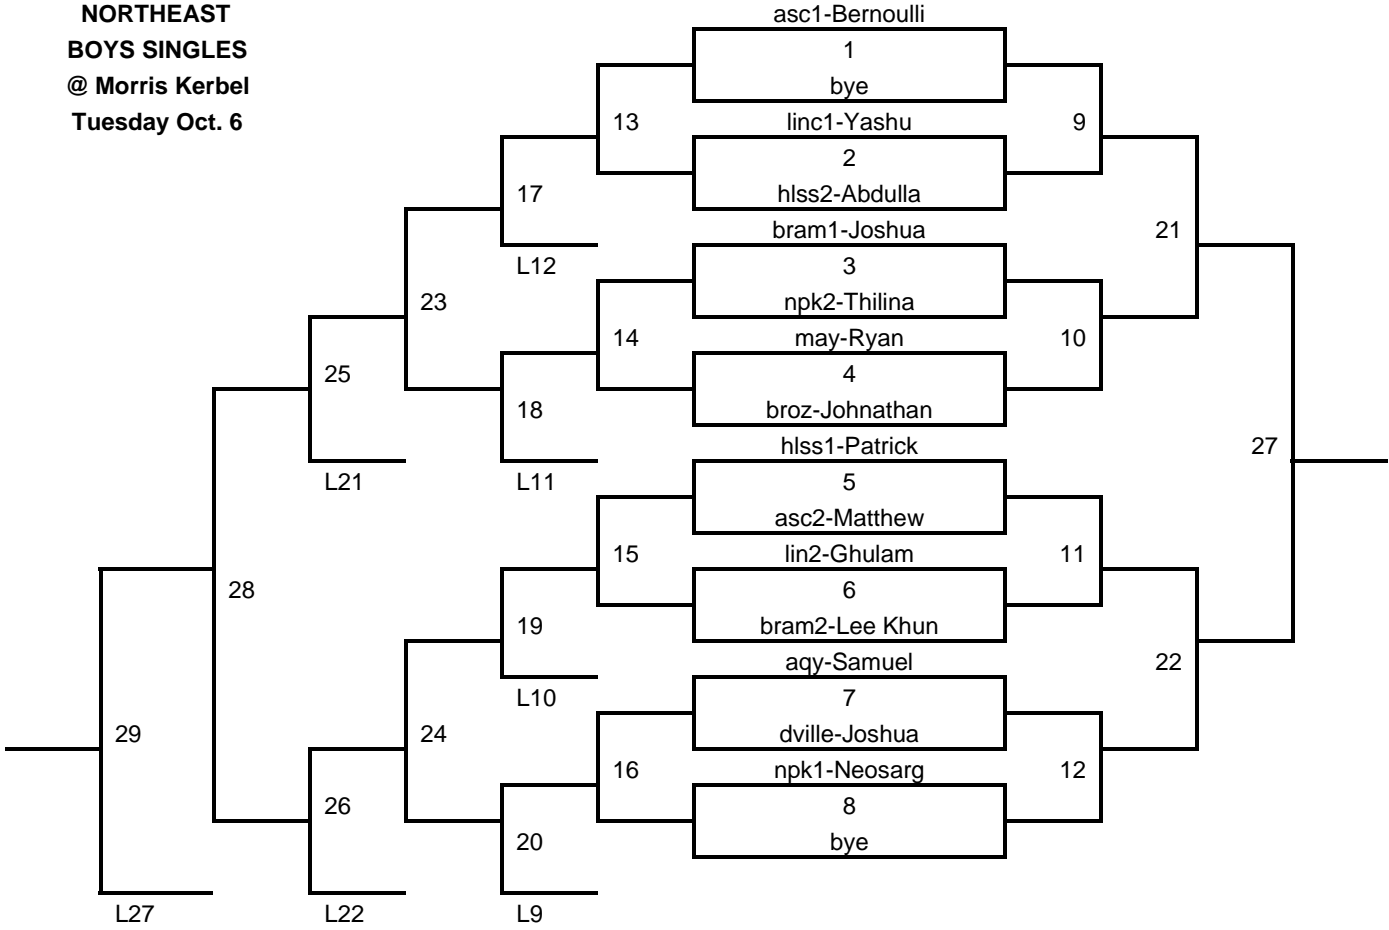 NORTHEAST
BOYS SINGLES
@ Morris Kerbel
Tuesday Oct. 6
asc1-Bernoulli
1
bye
13
linc1-Yashu
9
2
17
hlss2-Abdulla
bram1-Joshua
21
L12
3
23
npk2-Thilina
14
may-Ryan
10
25
4
18
broz-Johnathan
hlss1-Patrick
27
L21
L11
5
asc2-Matthew
15
lin2-Ghulam
11
28
6
19
bram2-Lee Khun
aqy-Samuel
22
L10
7
29
24
dville-Joshua
16
npk1-Neosarg
12
26
8
20
bye
L27
L22
L9